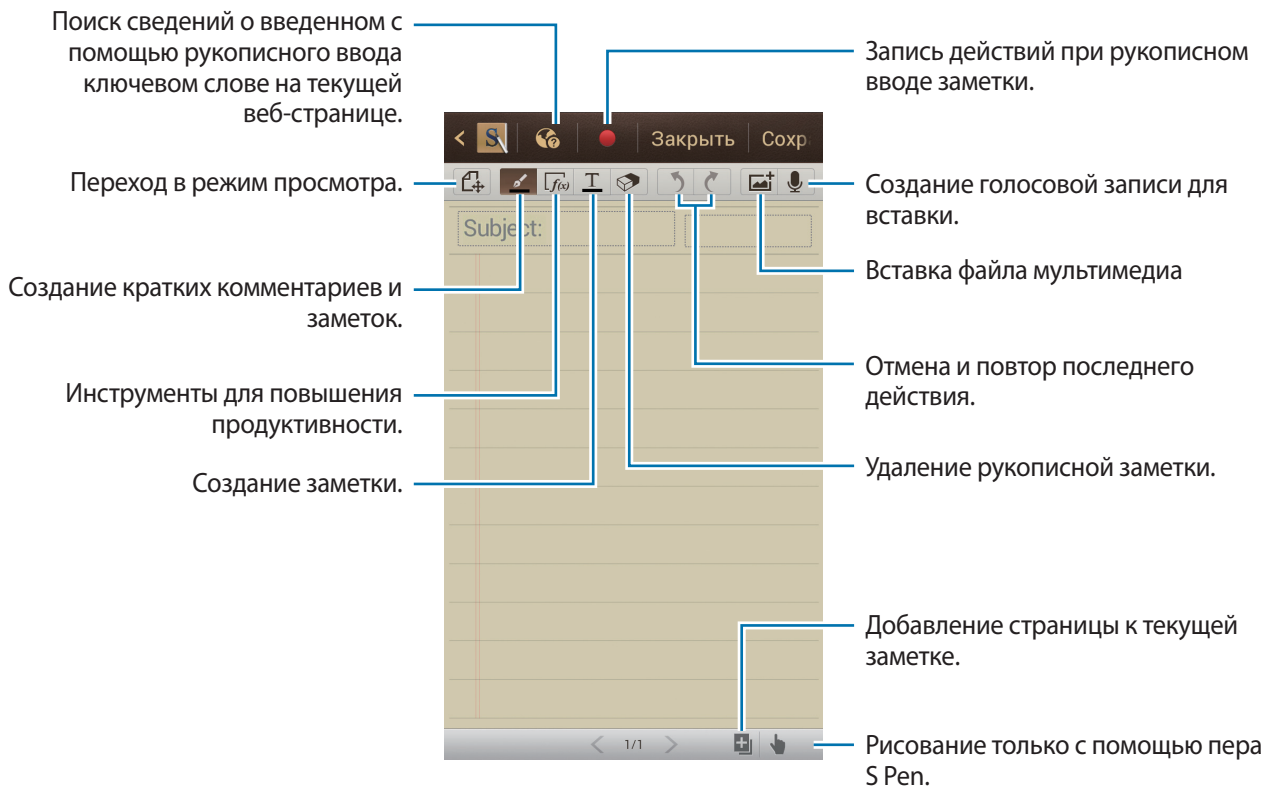 Поиск сведений о введенном с
помощью рукописного ввода
ключевом слове на текущей
веб-странице.
Переход в режим просмотра.
Создание кратких комментариев и
заметок.
Инструменты для повышения
продуктивности.
Создание заметки.
S
Закрыть
Сохр
f(x)
T
Subject:
1/1
Запись действий при рукописном
вводе заметки.
Создание голосовой записи для
вставки.
Вставка файла мультимедиа
Отмена и повтор последнего
действия.
Удаление рукописной заметки.
Добавление страницы к текущей
заметке.
Рисование только с помощью пера
S Pen.